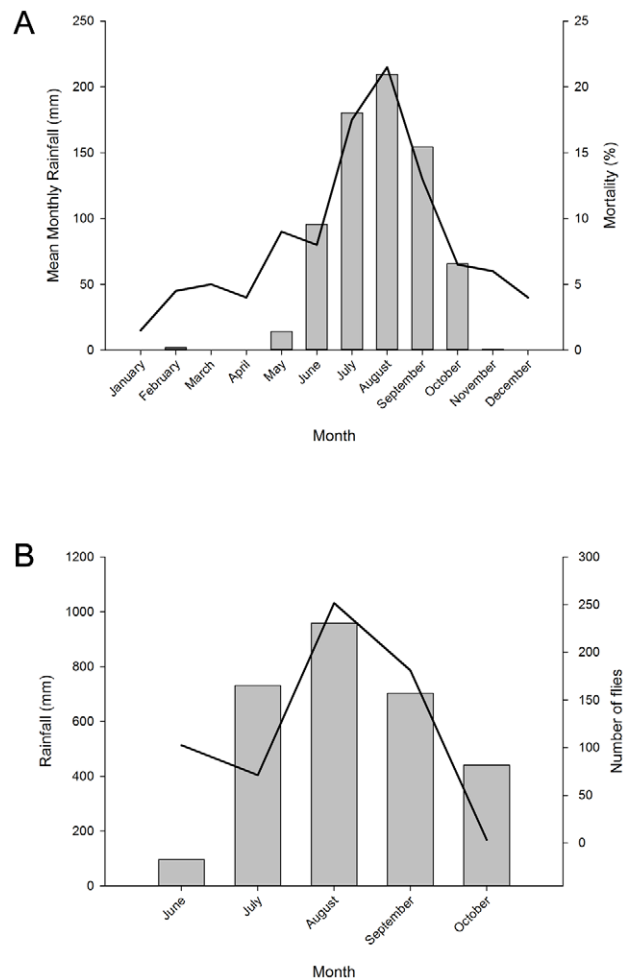 A
250
200
150
100
50
0
Mean Monthly Rainfall (mm)
25
20
15
10
5
0
Mortality (%)
January
February
March
April
May
June
July
August
September
October
November
December
Month
B
1200
1000
800
600
400
200
0
Rainfall (mm)
300
250
200
150
100
50
0
Number of flies
June
July
August
September
October
Month